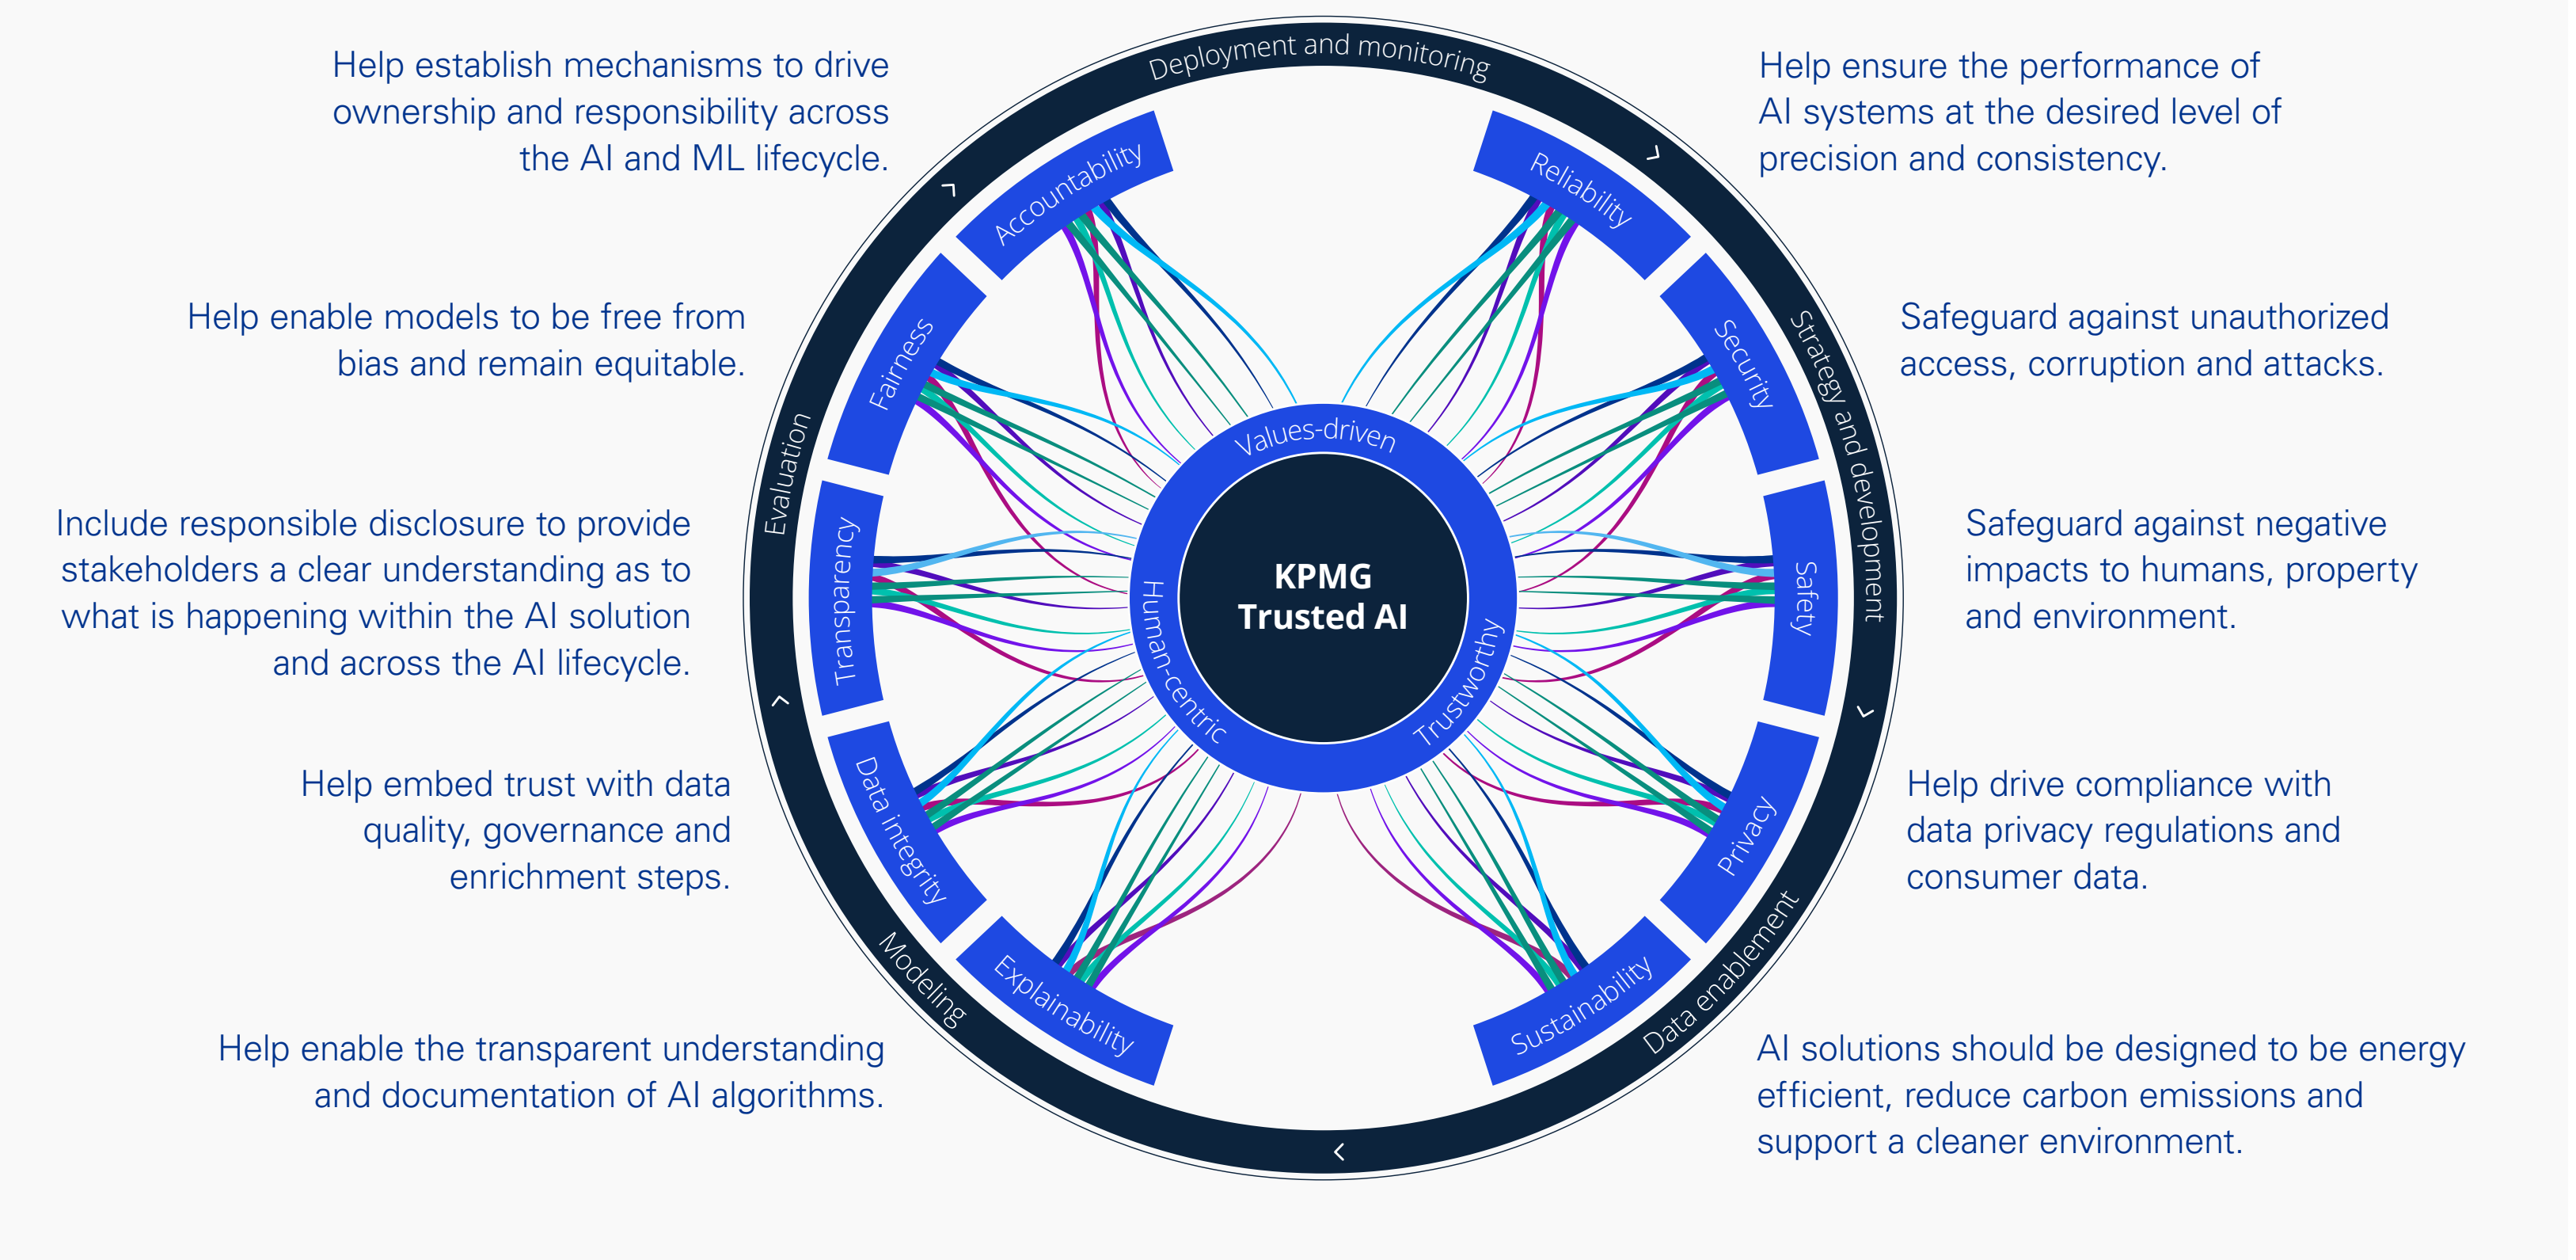 Deployment and monitoring
Help establish mechanisms to drive
ownership and responsibility across
the AI and ML lifecycle.
Accountability
Help enable models to be free from
bias and remain equitable.
Fairness
Evaluation
Include responsible disclosure to provide
stakeholders a clear understanding as to
what is happening within the AI solution
and across the AI lifecycle.
Transparency
Help embed trust with data
quality, governance and
enrichment steps.
Data integrity
Modeling
Help enable the transparent understanding
and documentation of AI algorithms.
Explainability
Values-driven
Human-centric
Trustworthy
KPMG
Trusted AI
Reliability
Help ensure the performance of
AI systems at the desired level of
precision and consistency.
Security
Safeguard against unauthorized
access, corruption and attacks.
Strategy and development
Safety
Safeguard against negative
impacts to humans, property
and environment.
Privacy
Help drive compliance with
data privacy regulations and
consumer data.
Data enablement
Sustainability
AI solutions should be designed to be energy
efficient, reduce carbon emissions and
support a cleaner environment.